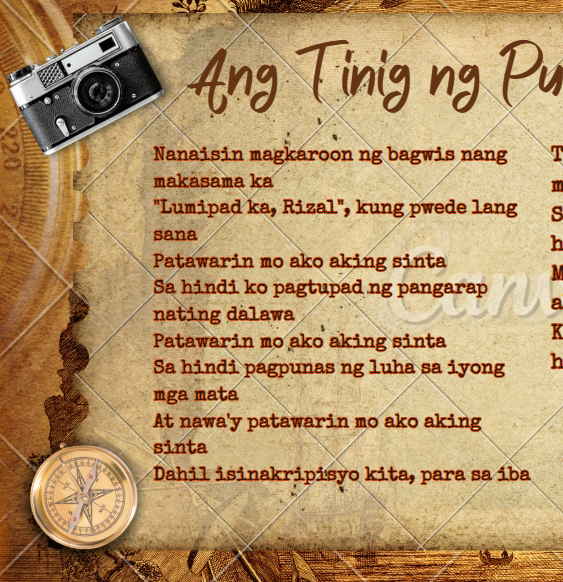 Ang Tinig ng Pu
Nanaisin magkaroon ng bagwis nang
makasama ka
"Lumipad ka, Rizal", kung pwede lang
sana
Patawarin mo ako aking sinta
Sa hindi ko pagtupad ng pangarap
nating dalawa
Patawarin mo ako aking sinta
Sa hindi pagpunas ng luha sa iyong
mga mata
At nawa'y patawarin mo ako aking
sinta
Dahil isinakripisyo kita, para sa iba